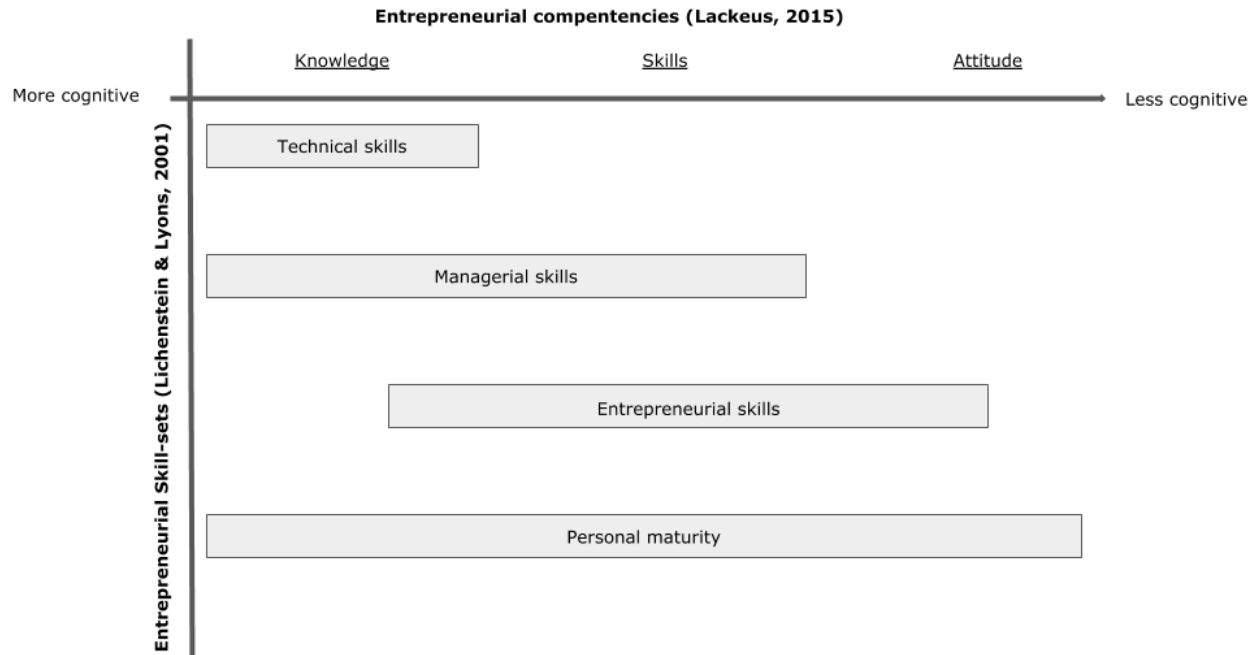 Entrepreneurial compentencies (Lackeus, 2015)
Knowledge
Skills
Attitude
More cognitive
Less cognitive
Entrepreneurial Skill-sets (Lichenstein & Lyons, 2001)
Technical skills
Managerial skills
Entrepreneurial skills
Personal maturity